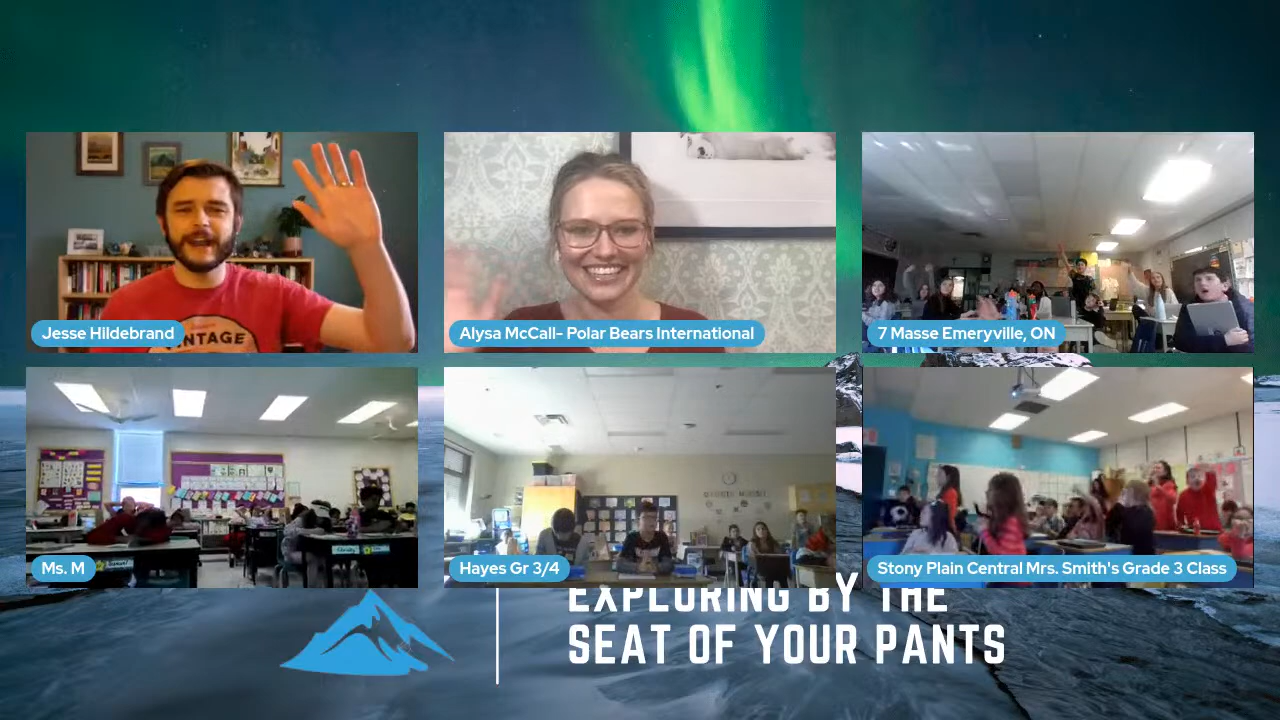 Jesse Hildebrand
NTAGE
Alysa McCall- Polar Bears International
7 Masse Emeryville, ON
Ms. M
Hayes Gr 3/4
Stony Plain Central Mrs. Smith's Grade 3 Class
EXPLORING BY THE
SEAT OF YOUR PANTS